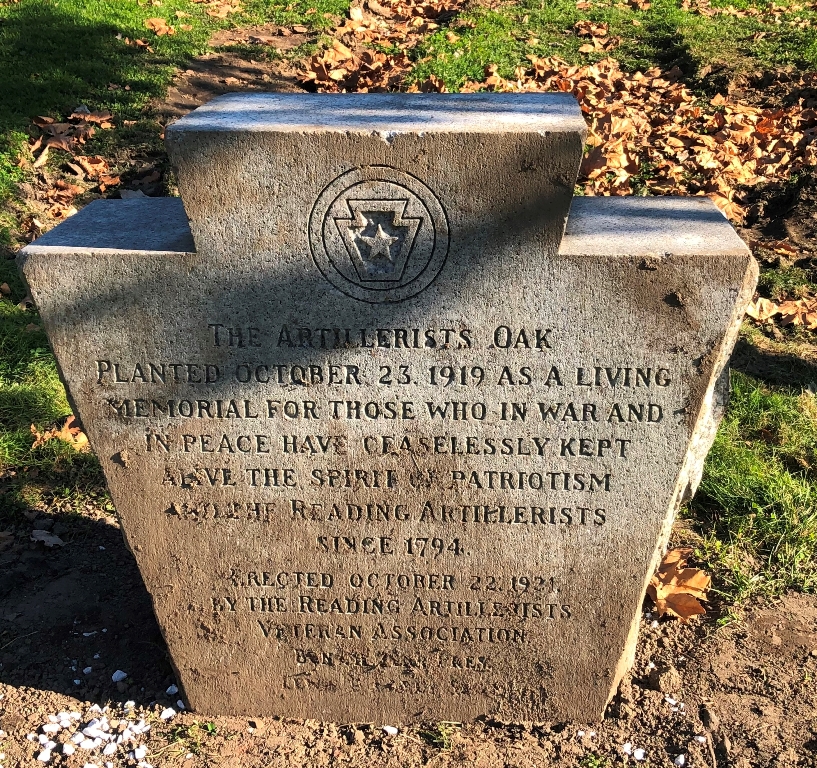 THE ARTILLERISTS OAK
PLANTED OCTOBER 23, 1919 AS A LIVING
MEMORIAL FOR THOSE WHO IN WAR AND
IN PEACE HAVE CEASELESSLY KEPT
ALIVE THE SPIRIT OF PATRIOTISM
THE READING ARTILLERISTS
SINCE 1794.
ERECTED OCTOBER 22, 1921
BY THE READING ARTILLERISTS
VETERAN ASSOCIATION